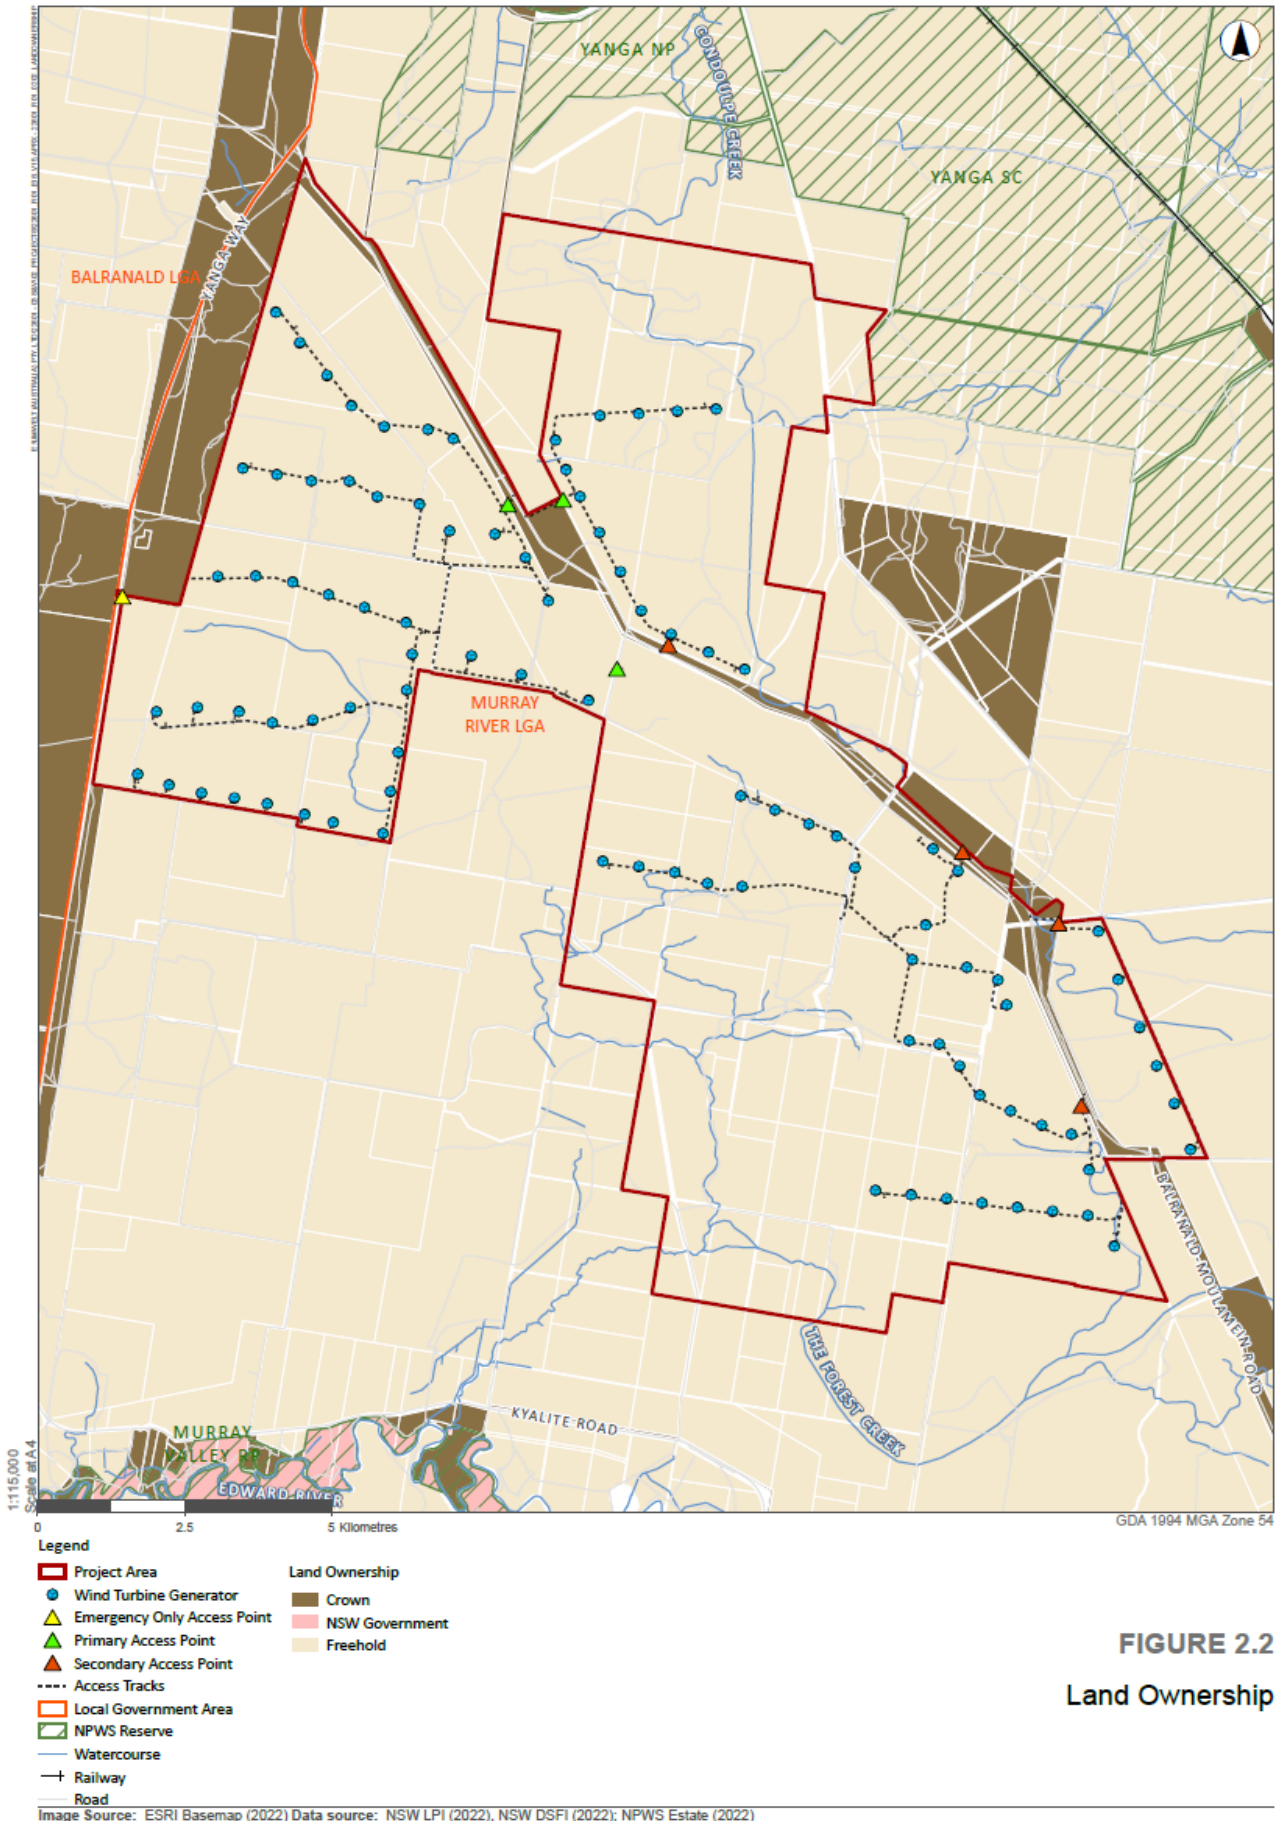 YANGA NP
CONDOULPE CREEK
YANGA SC
YANGA WAY
BALRANALD LGA
MURRAY
RIVER LGA
BALRANALD-MOULAMEIN-ROAD
THE FOREST CREEK
KYALITE ROAD
MURRAY
VALLEY RP
EDWARD RIVER
1:115,000
Scale at A4
0 2.5 5 Kilometres
GDA 1994 MGA Zone 54
Legend
Project Area
Wind Turbine Generator
Emergency Only Access Point
Primary Access Point
Secondary Access Point
Access Tracks
Local Government Area
NPWS Reserve
Watercourse
Railway
Road
Land Ownership
Crown
NSW Government
Freehold
FIGURE 2.2
Land Ownership
Image Source: ESRI Basemap (2022) Data source: NSW LPI (2022), NSW DSFI (2022); NPWS Estate (2022)